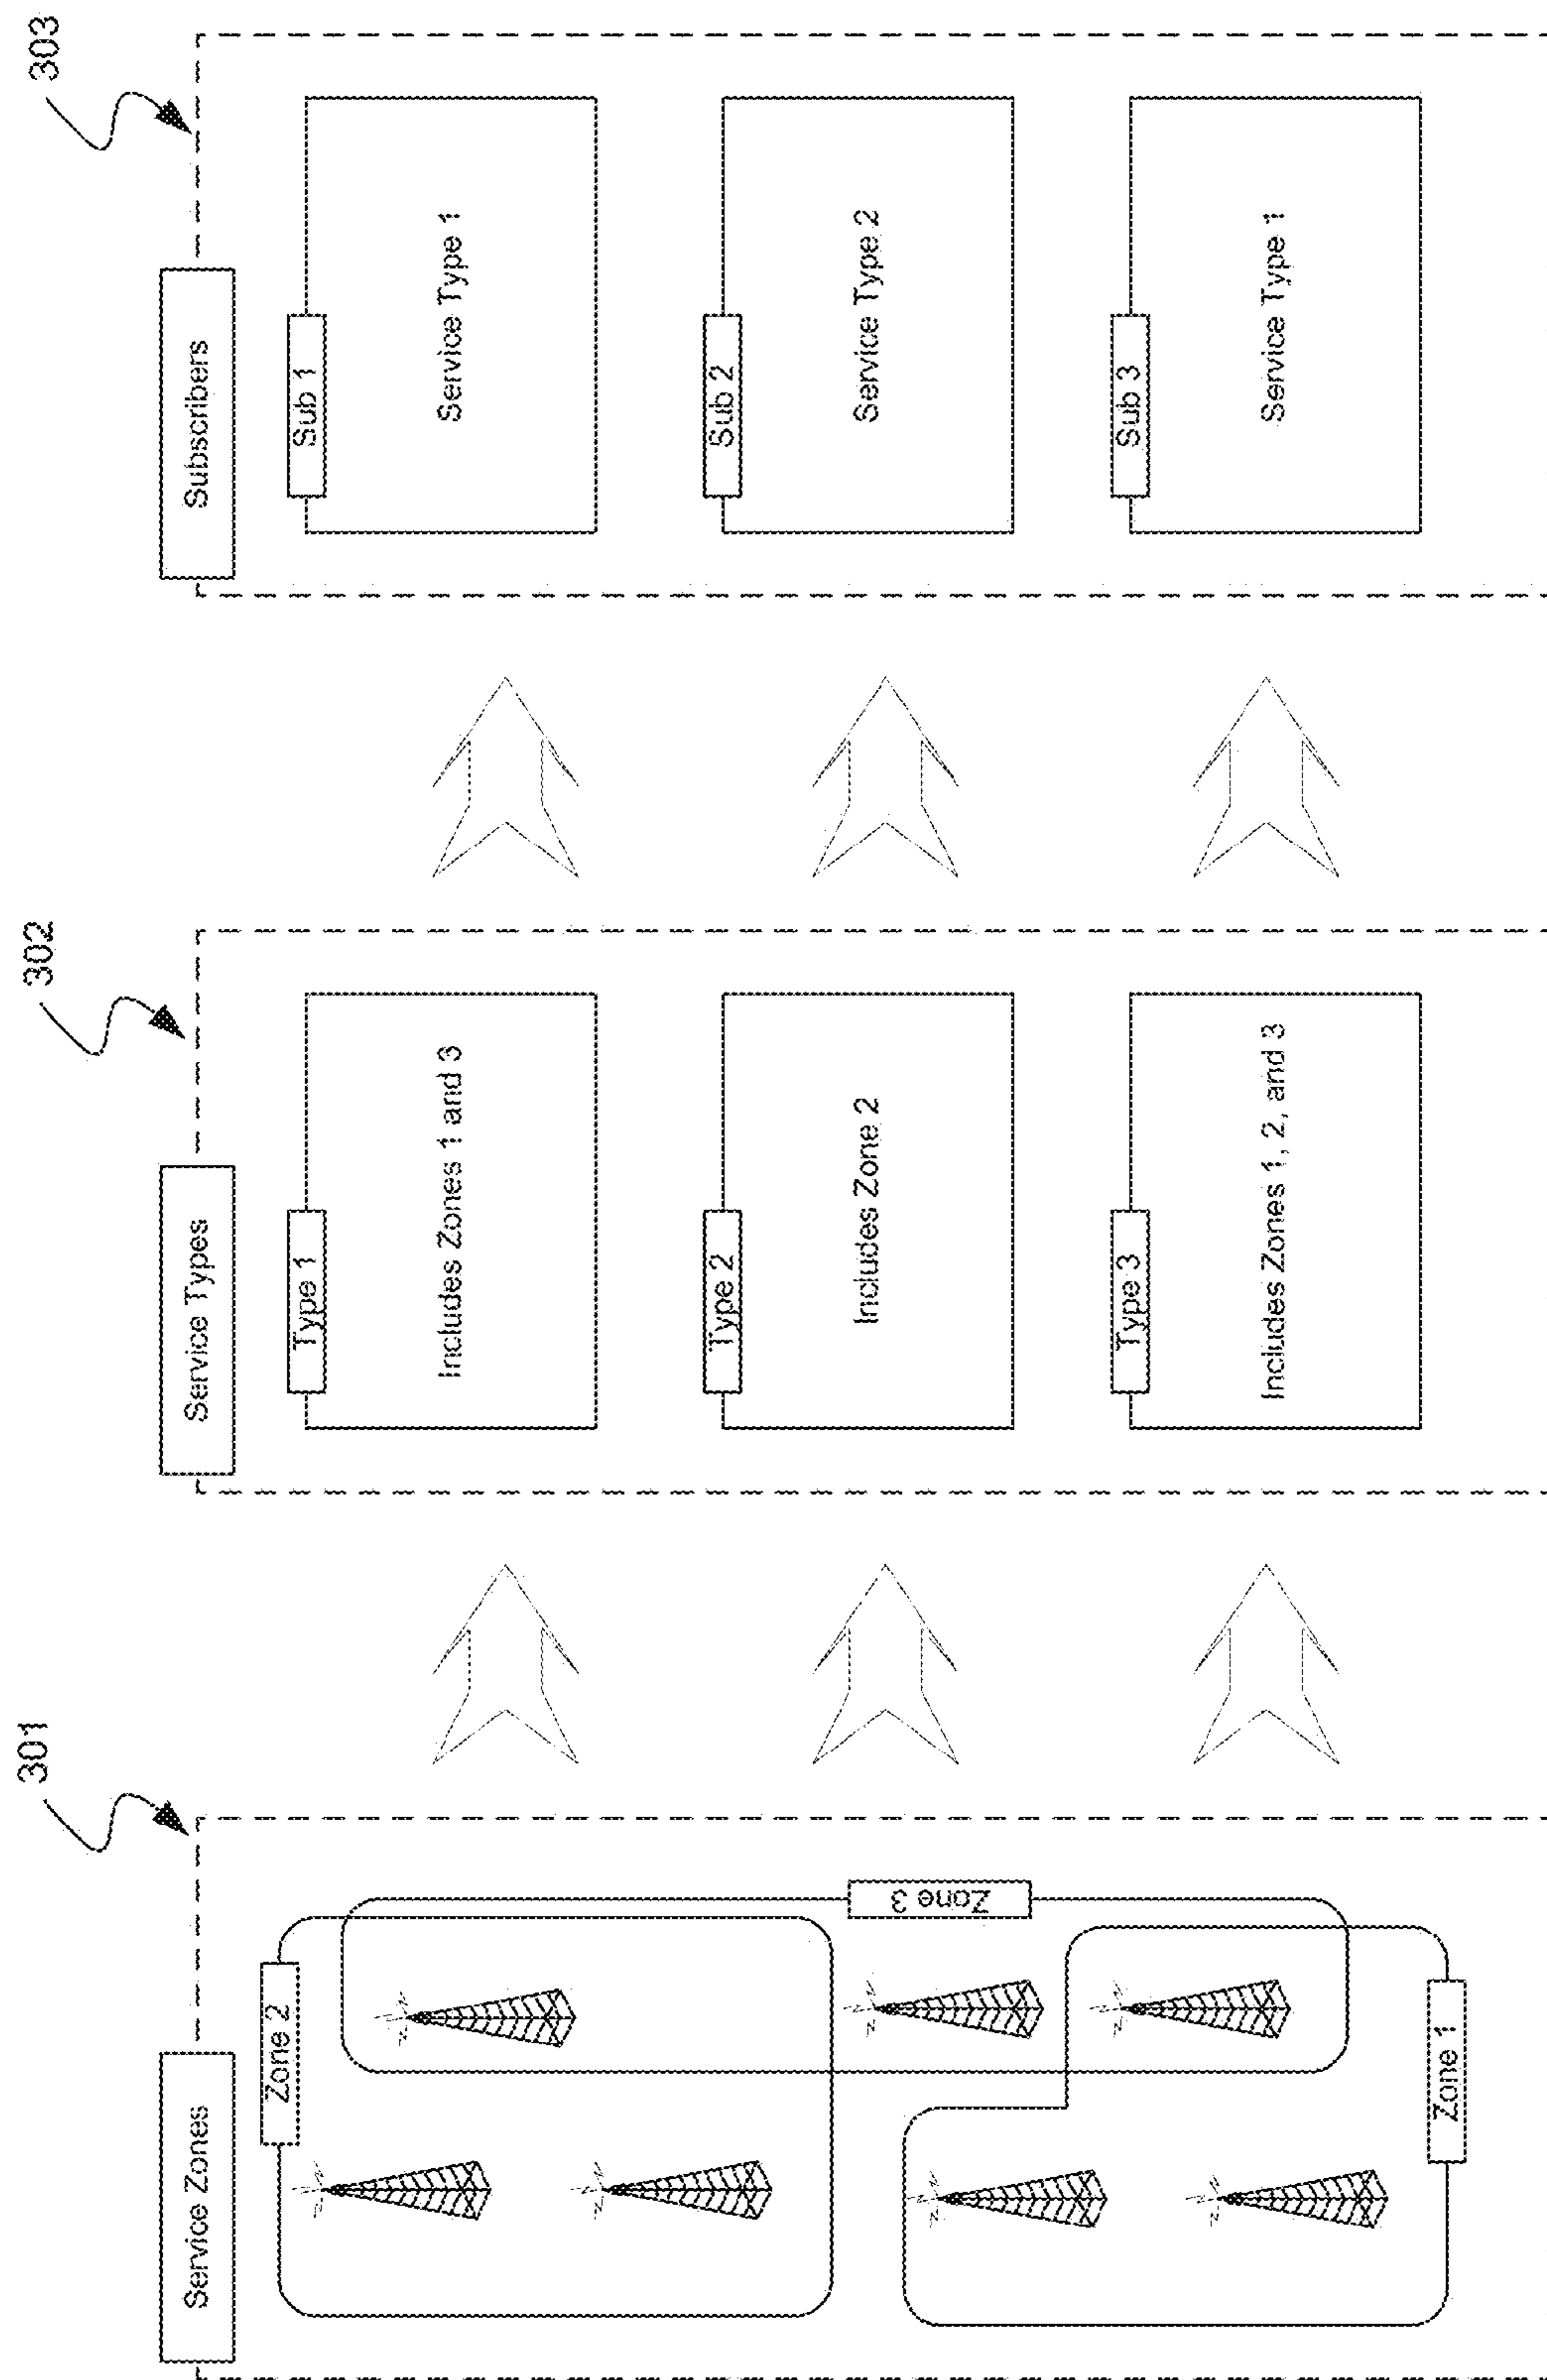 301
302
303
Service Zones
Zone 2
Zone 3
Zone 1
Service Types
Type 1
Includes Zones 1 and 3
Type 2
Includes Zone 2
Type 3
Includes Zones 1, 2, and 3
Subscribers
Sub 1
Service Type 1
Sub 2
Service Type 2
Sub 3
Service Type 1